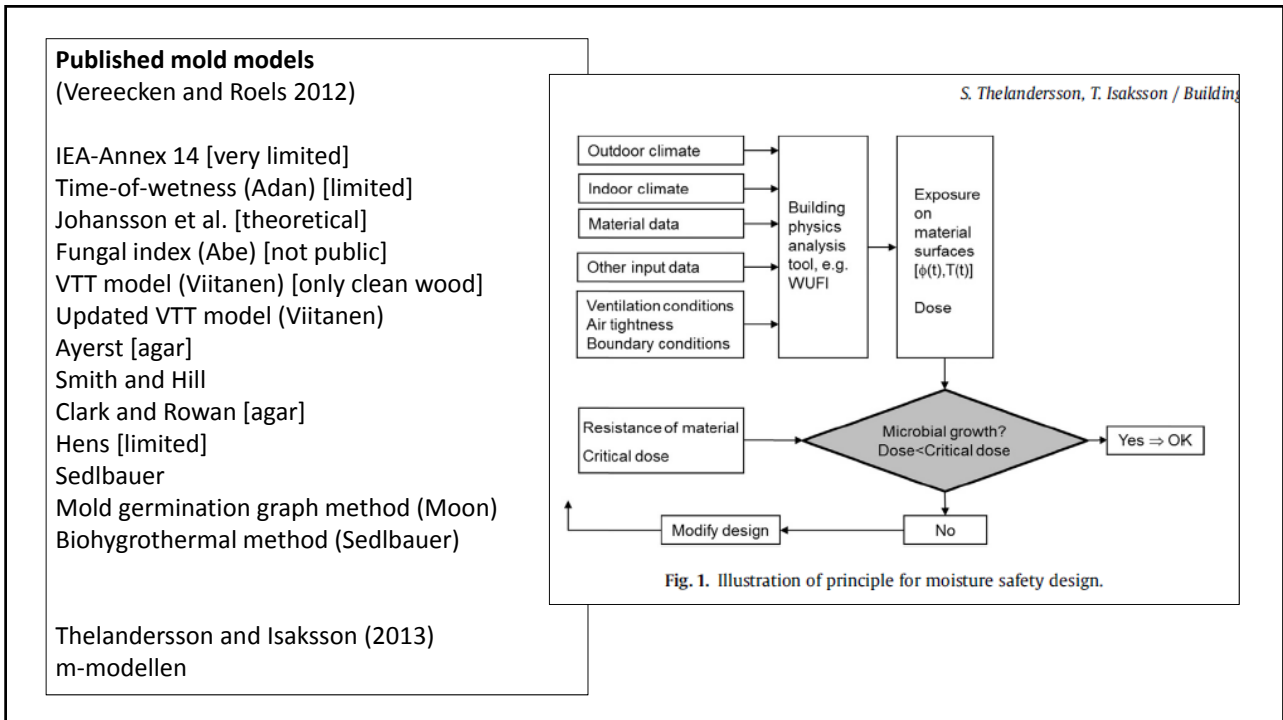 Published mold models
(Vereecken and Roels 2012)
IEA-Annex 14 [very limited]
Time-of-wetness (Adan) [limited]
Johansson et al. [theoretical]
Fungal index (Abe) [not public]
VTT model (Viitanen) [only clean wood]
Updated VTT model (Viitanen)
Ayerst [agar]
Smith and Hill
Clark and Rowan [agar]
Hens [limited]
Sedlbauer
Mold germination graph method (Moon)
Biohygrothermal method (Sedlbauer)
Thelandersson and Isaksson (2013)
m-modellen
S. Thelandersson, T. Isaksson / Building
Outdoor climate
Indoor climate
Material data
Other input data
Ventilation conditions
Air tightness
Boundary conditions
Building
physics
analysis
tool, e.g.
WUFI
Exposure
on
material
surfaces
[ϕ(t),T(t)]
Dose
Resistance of material
Critical dose
Microbial growth?
Dose<Critical dose
Yes ⇒ OK
No
Modify design
Fig. 1. Illustration of principle for moisture safety design.